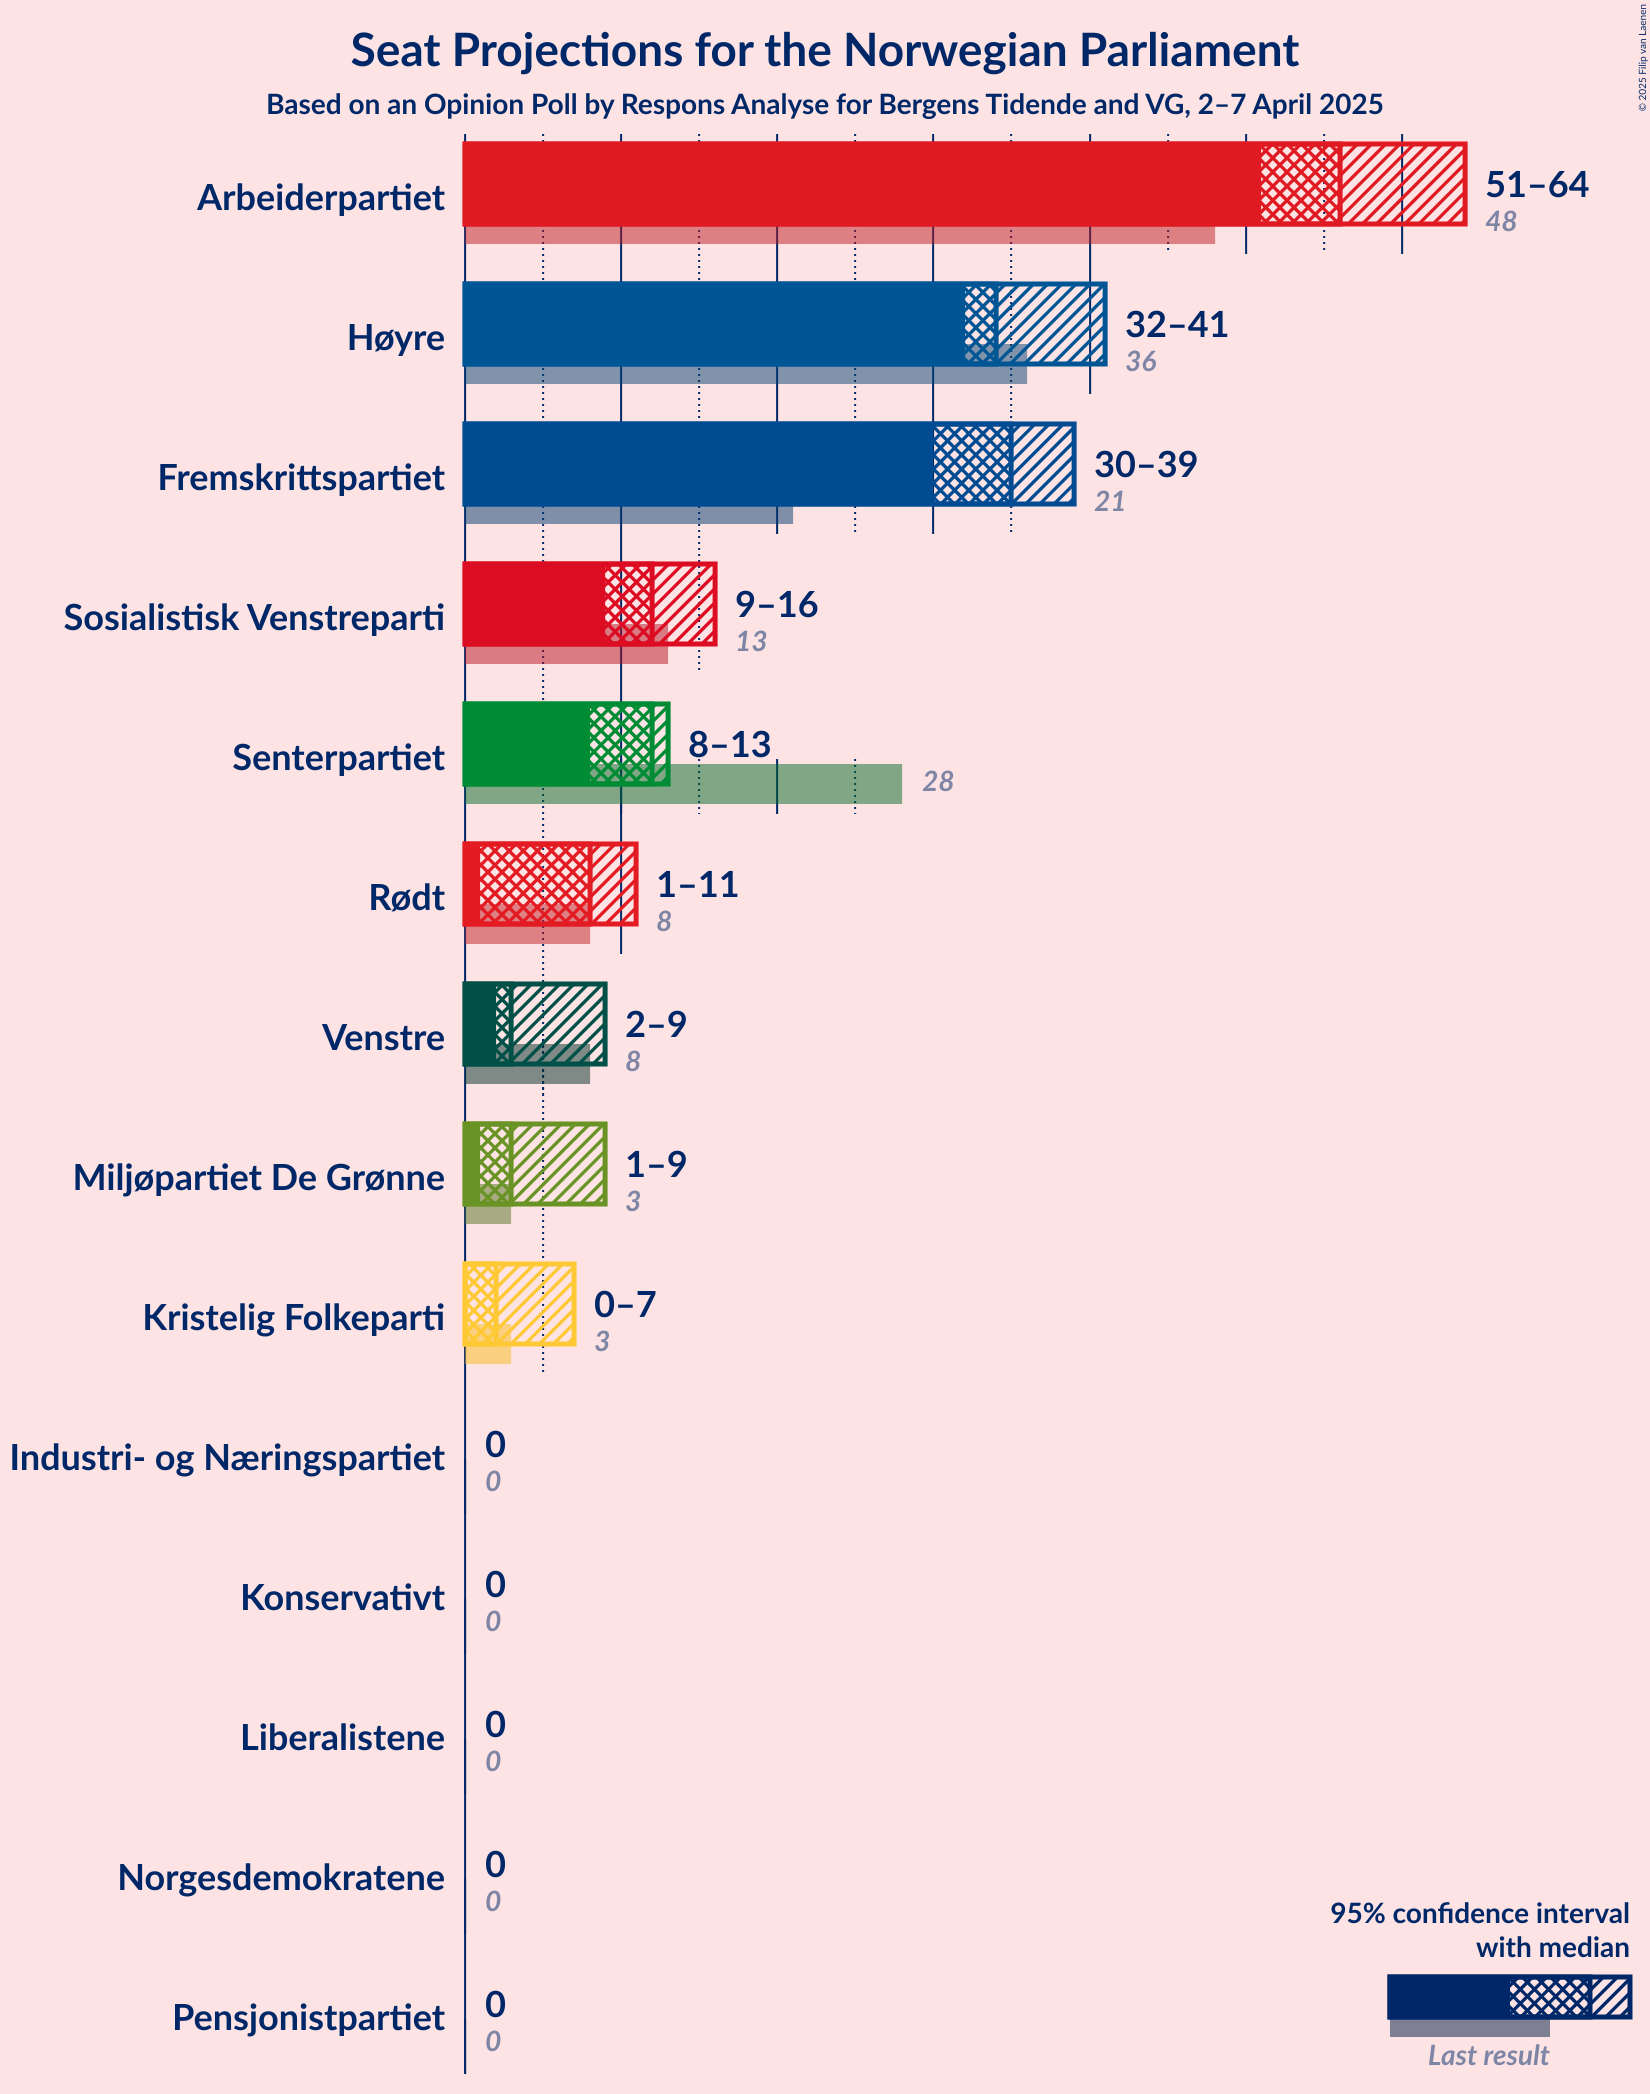 © 2025 Filip van Laenen
Seat Projections for the Norwegian Parliament
Based on an Opinion Poll by Respons Analyse for Bergens Tidende and VG, 2–7 April 2025
Arbeiderpartiet
51–64
48
Høyre
32–41
36
Fremskrittspartiet
30–39
21
Sosialistisk Venstreparti
9–16
13
Senterpartiet
8–13
28
Rødt
1–11
8
Venstre
2–9
8
Miljøpartiet De Grønne
1–9
3
Kristelig Folkeparti
0–7
3
Industri- og Næringspartiet
0
0
Konservativt
0
0
Liberalistene
0
0
Norgesdemokratene
0
0
Pensjonistpartiet
0
0
95% confidence interval
with median
Last result